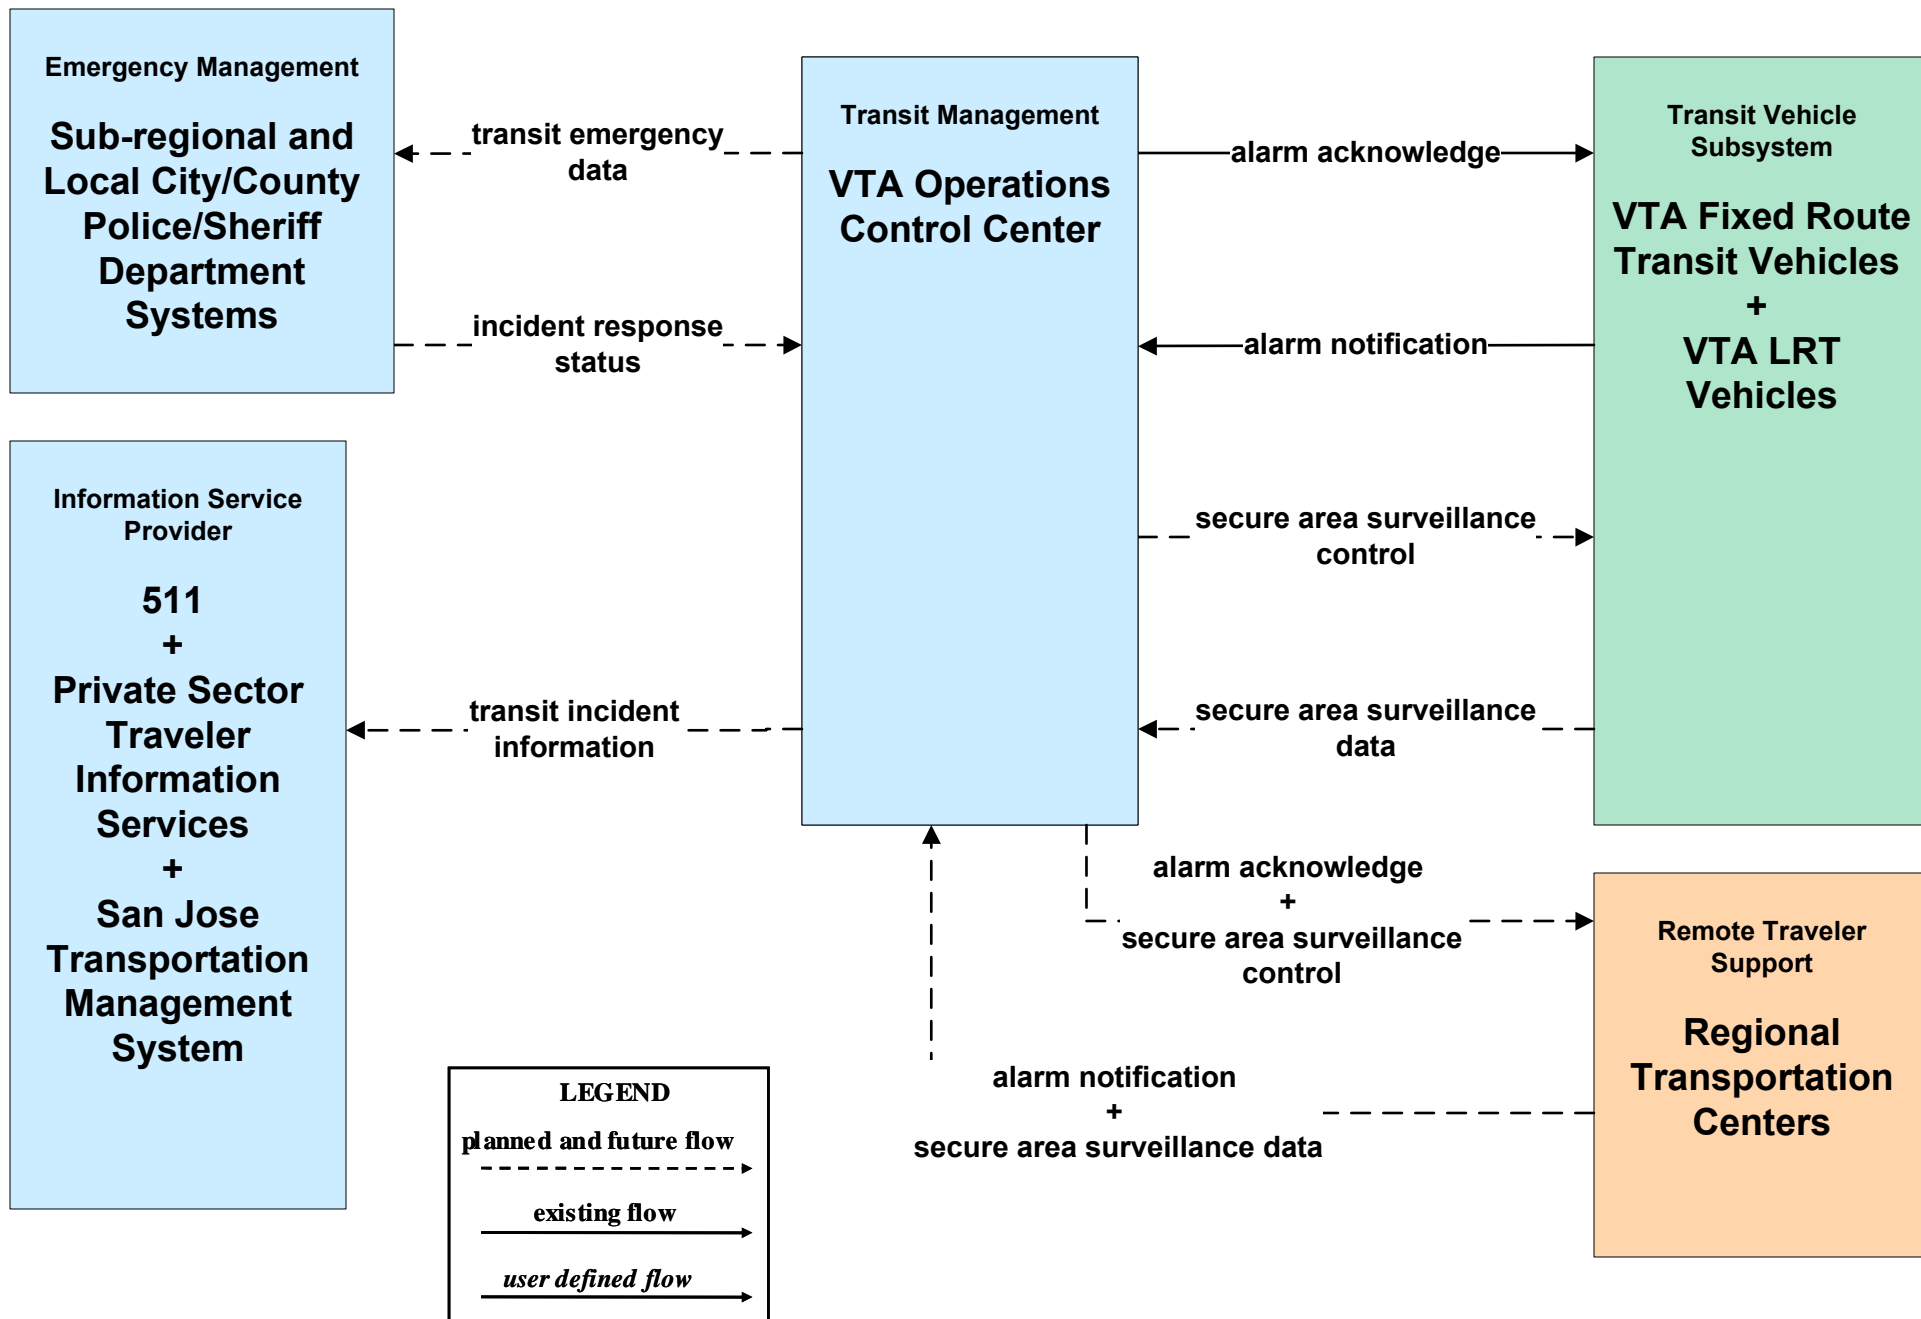 Emergency Management
Sub-regional and
Local City/County
Police/Sheriff
Department
Systems
transit emergency
data
incident response
status
Transit Management
VTA Operations
Control Center
alarm acknowledge
alarm notification
secure area surveillance
control
secure area surveillance
data
Transit Vehicle
Subsystem
VTA Fixed Route
Transit Vehicles
+
VTA LRT
Vehicles
Information Service
Provider
511
+
Private Sector
Traveler
Information
Services
+
San Jose
Transportation
Management
System
transit incident
information
alarm acknowledge
+
secure area surveillance
control
alarm notification
+
secure area surveillance data
Remote Traveler
Support
Regional
Transportation
Centers
LEGEND
planned and future flow
existing flow
user defined flow